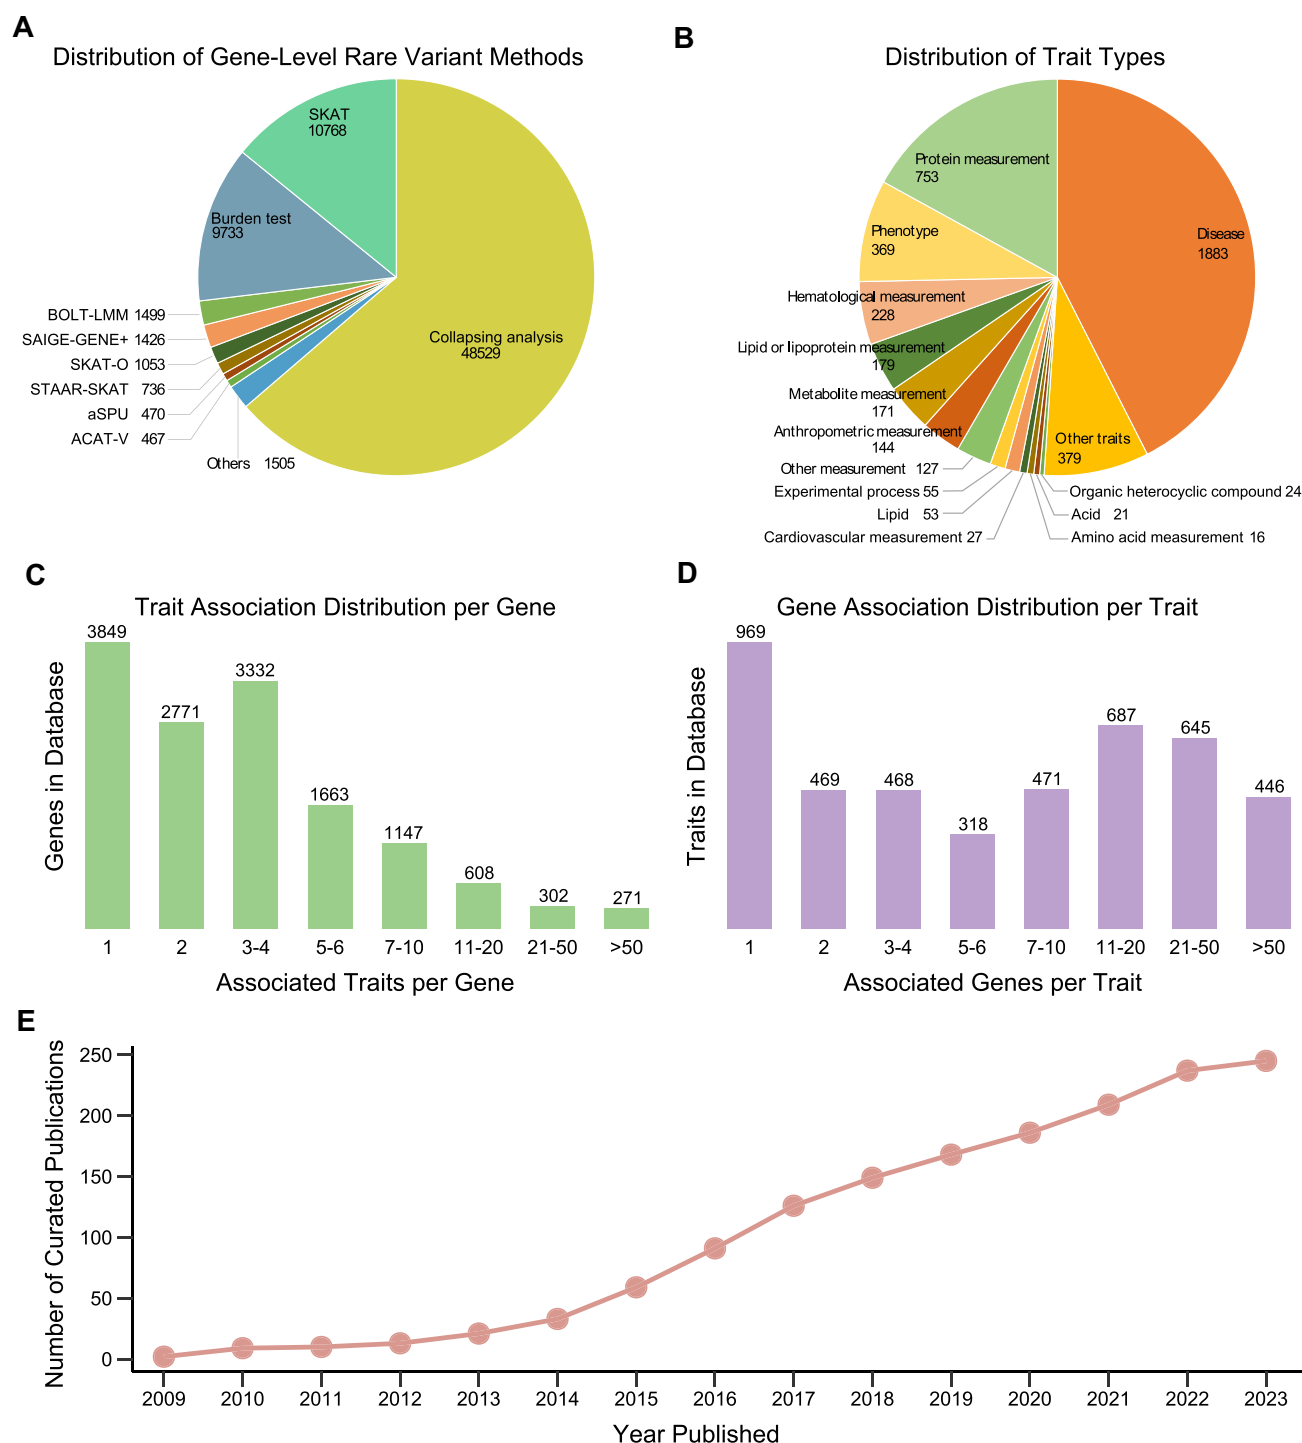 A
Distribution of Gene-Level Rare Variant Methods
SKAT
10768
Burden test
9733
Collapsing analysis
48529
BOLT-LMM 1499
SAIGE-GENE+ 1426
SKAT-O 1053
STAAR-SKAT 736
aSPU 470
ACAT-V 467
Others 1505
B
Distribution of Trait Types
Protein measurement
753
Disease
1883
Phenotype
369
Hematological measurement
228
Lipid or lipoprotein measurement
179
Metabolite measurement
171
Anthropometric measurement
144
Other traits
379
Other measurement 127
Experimental process 55
Lipid 53
Cardiovascular measurement 27
Organic heterocyclic compound 24
Acid 21
Amino acid measurement 16
C
Trait Association Distribution per Gene
Genes in Database
3849
2771
3332
1663
1147
608
302
271
1 2 3-4 5-6 7-10 11-20 21-50 >50
Associated Traits per Gene
D
Gene Association Distribution per Trait
Traits in Database
969
469
468
318
471
687
645
446
1 2 3-4 5-6 7-10 11-20 21-50 >50
Associated Genes per Trait
E
Number of Curated Publications
250
200
150
100
50
0
2009 2010 2011 2012 2013 2014 2015 2016 2017 2018 2019 2020 2021 2022 2023
Year Published